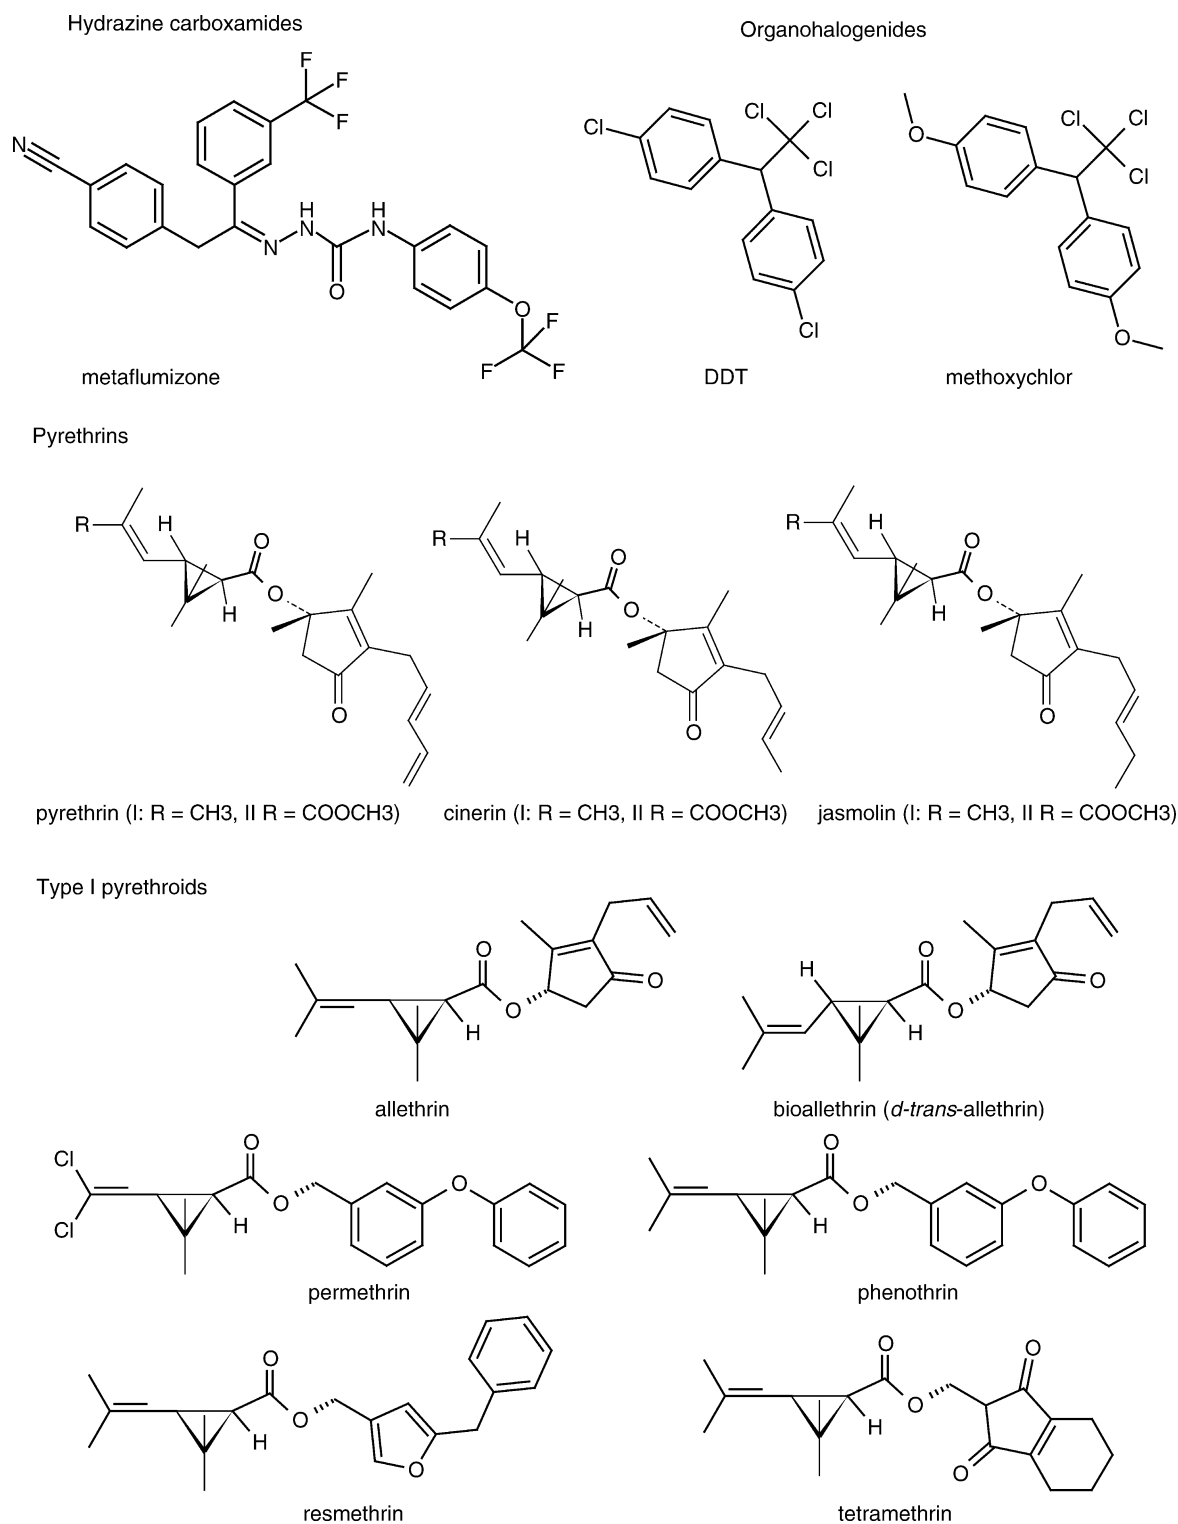 Hydrazine carboxamides
Organohalogenides
F
F
F
N
N
H
N
H
N
O
O
F
F
F
metaflumizone
Cl
Cl
Cl
Cl
Cl
DDT
O
Cl
Cl
Cl
O
methoxychlor
Pyrethrins
R
H
O
O
H
O
R
H
O
O
H
O
R
H
O
O
H
O
pyrethrin (I: R = CH3, II R = COOCH3)
cinerin (I: R = CH3, II R = COOCH3)
jasmolin (I: R = CH3, II R = COOCH3)
Type I pyrethroids
O
O
H
O
allethrin
H
O
O
H
O
bioallethrin (d-trans-allethrin)
Cl
Cl
O
O
H
O
permethrin
O
O
H
O
phenothrin
O
O
H
O
resmethrin
O
O
H
O
O
tetramethrin